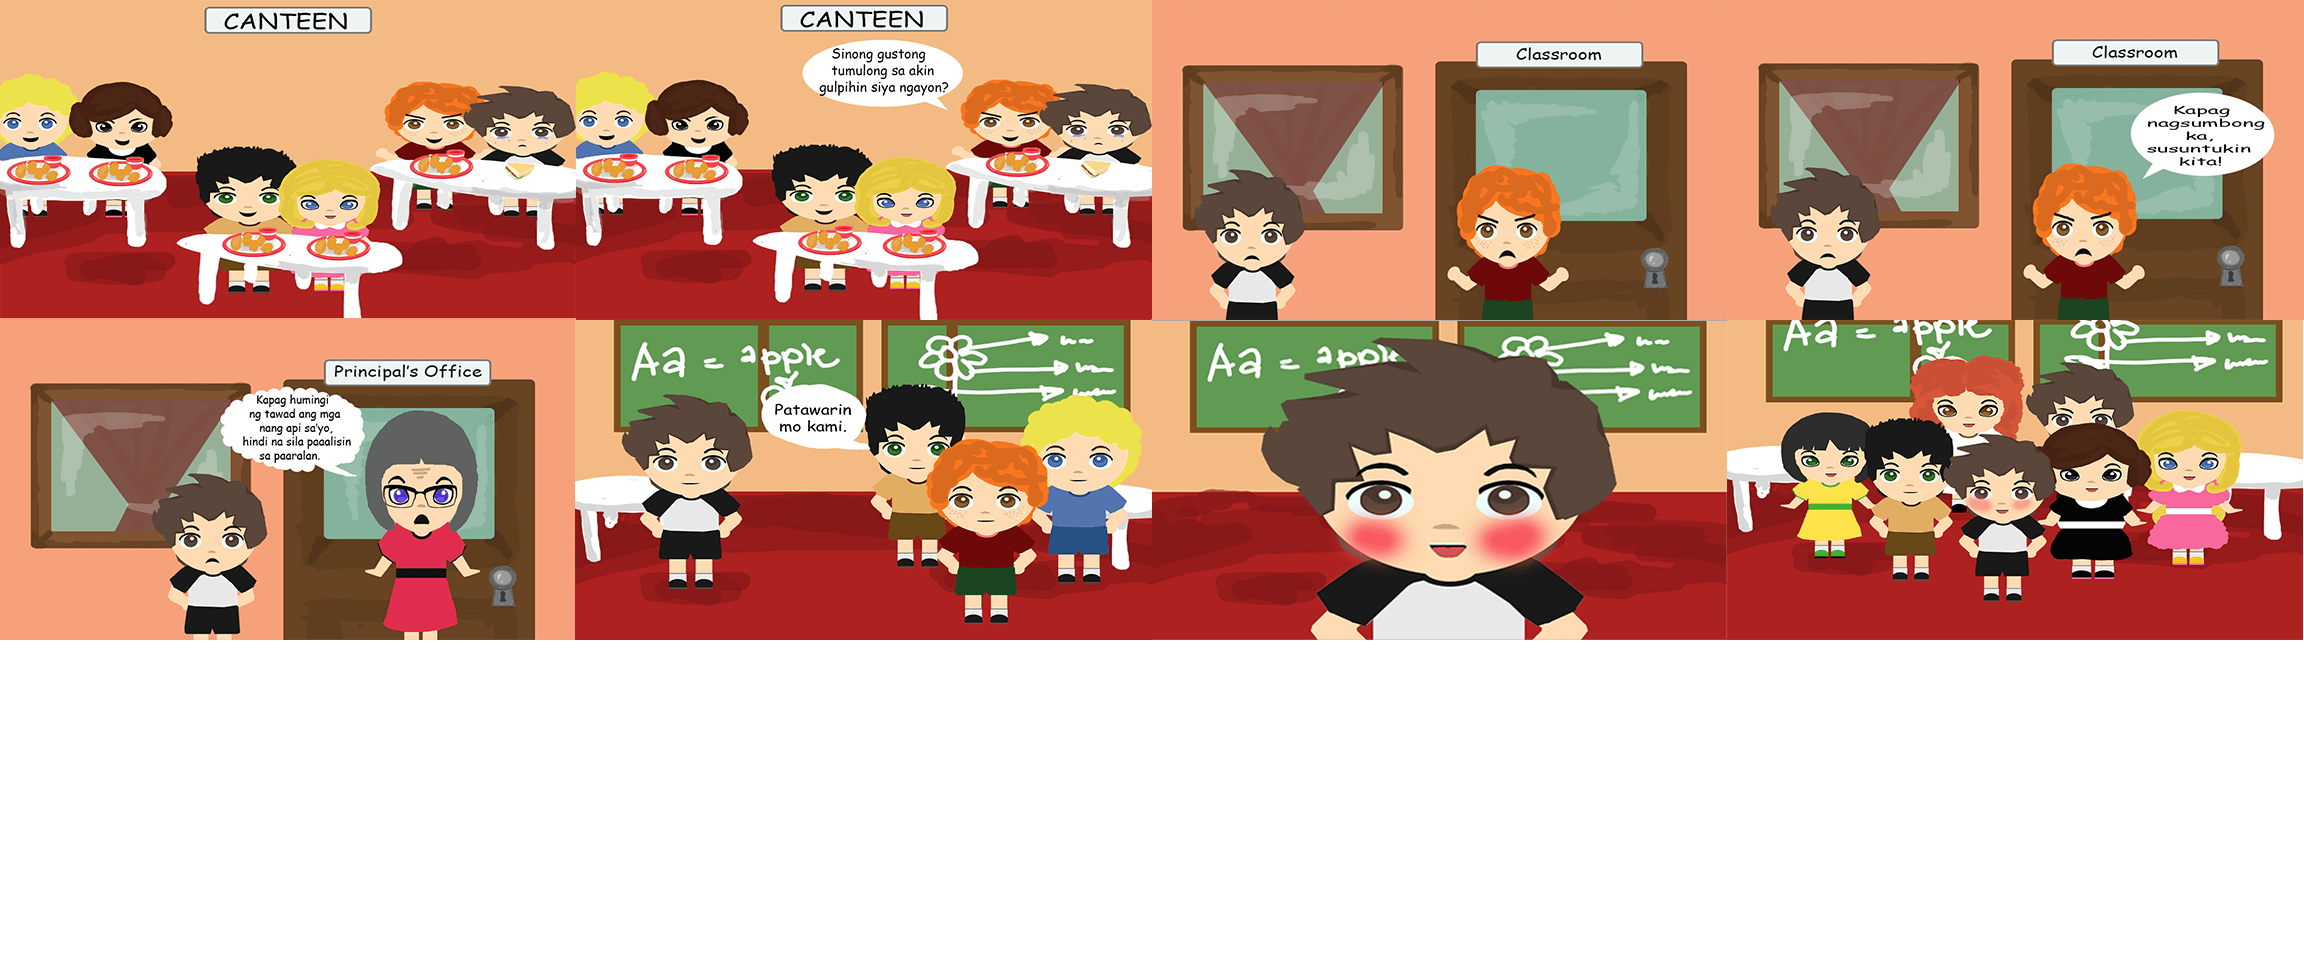 CANTEEN
CANTEEN
Sinong gustong
tumulong sa akin
gulpihin siya ngayon?
Classroom
Classroom
Kapag
nagsumbong
ka,
susuntukin
kita!
Principal's Office
Kapag humingi
ng tawad ang mga
nang api sa'yo,
hindi na sila paaalisin
sa paaralan.
Aa = apple
Patawarin
mo kami.
Aa = apple
Aa = apple